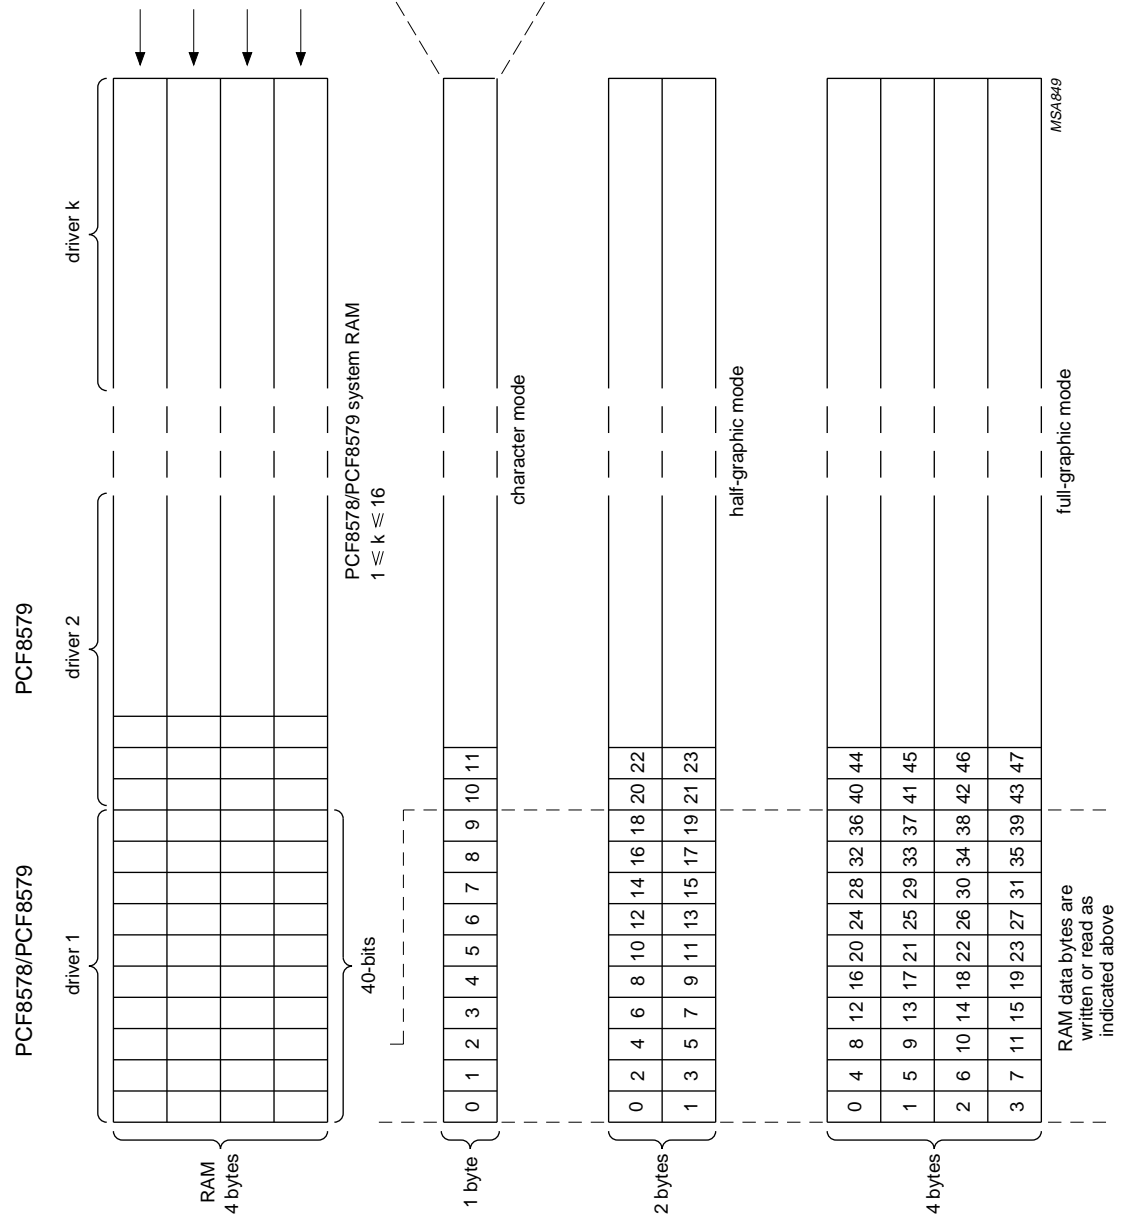 PCF8578/PCF8579
PCF8579
driver 1
driver 2
driver k
RAM
4 bytes
40-bits
PCF8578/PCF8579 system RAM
1 ≤ k ≤ 16
1 byte
0 1 2 3 4 5 6 7 8 9 10 11
character mode
2 bytes
0 2 4 6 8 10 12 14 16 18 20 22
1 3 5 7 9 11 13 15 17 19 21 23
half-graphic mode
4 bytes
0 4 8 12 16 20 24 28 32 36 40 44
1 5 9 13 17 21 25 29 33 37 41 45
2 6 10 14 18 22 26 30 34 38 42 46
3 7 11 15 19 23 27 31 35 39 43 47
full-graphic mode
RAM data bytes are
written or read as
indicated above
MSA849